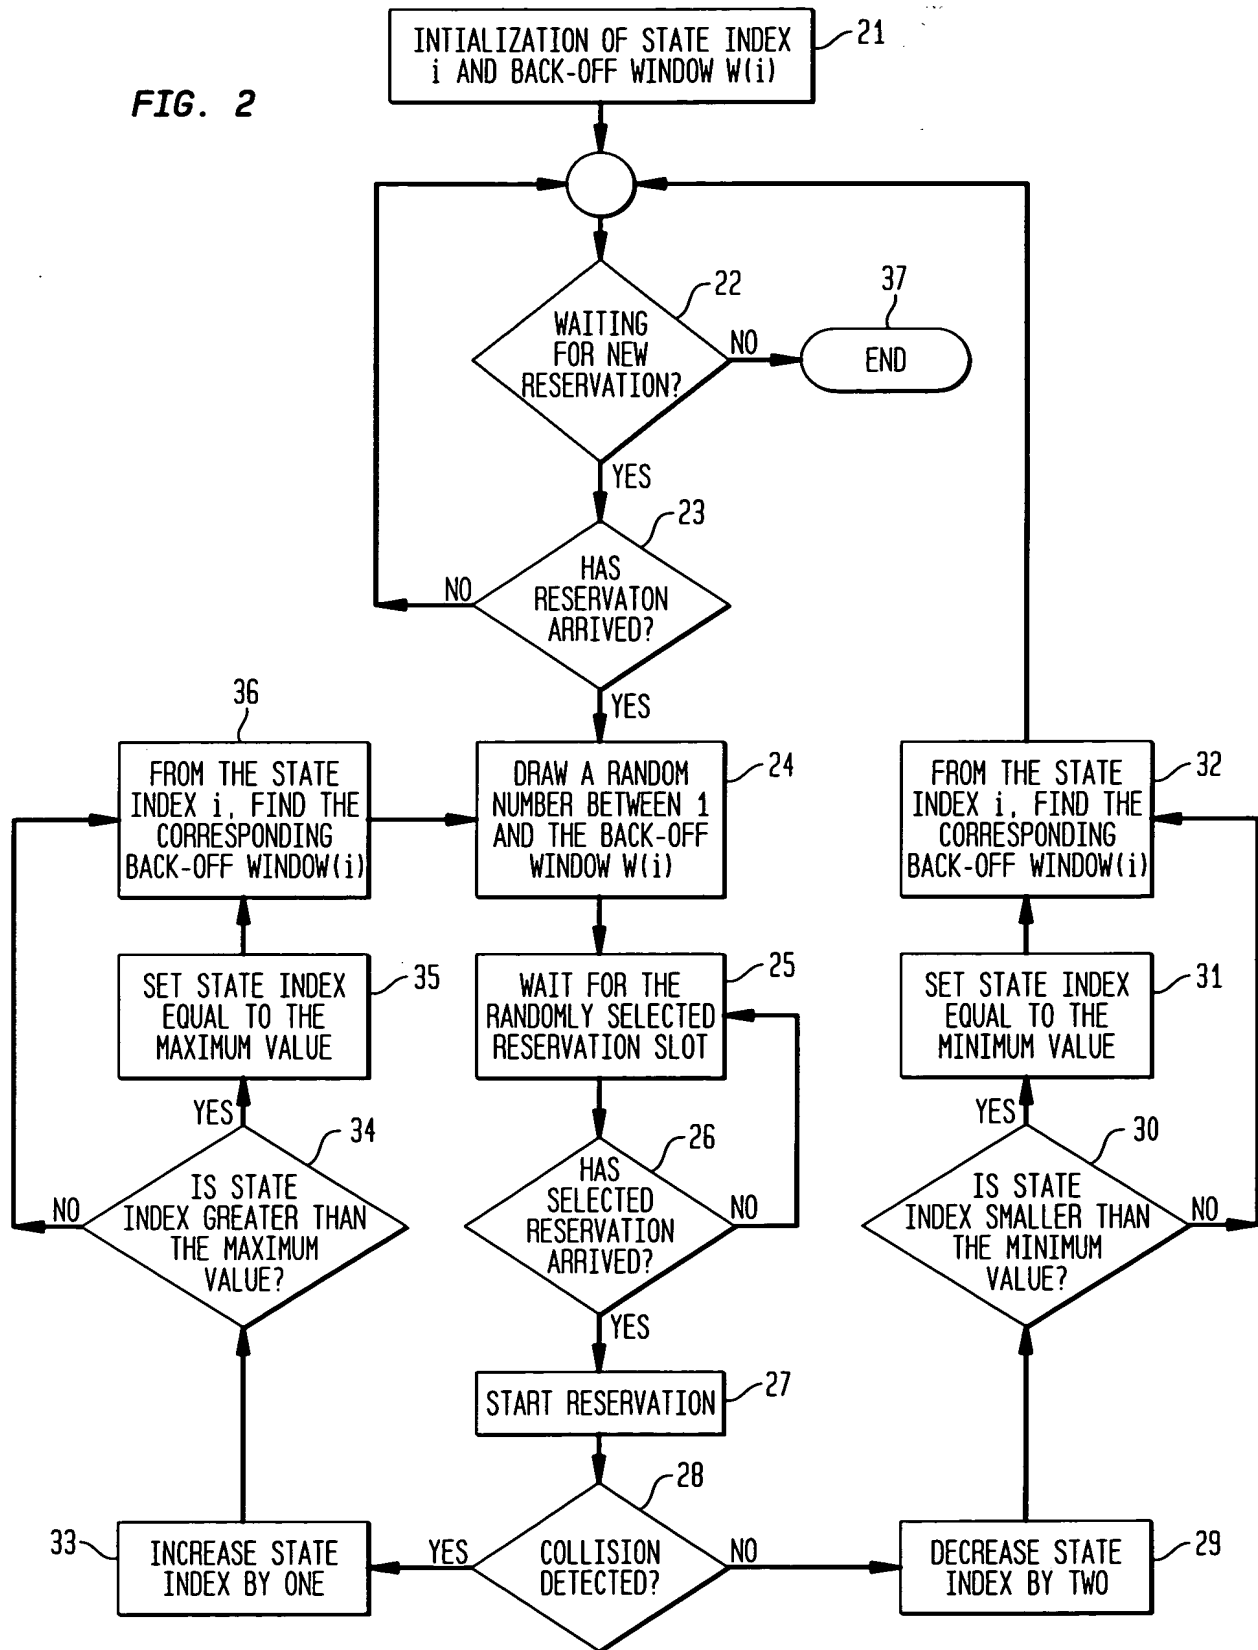 INTIALIZATION OF STATE INDEX
i AND BACK-OFF WINDOW W(i)
21
FIG. 2
WAITING
FOR NEW
RESERVATION?
22
NO
37
END
YES
HAS
RESERVATON
ARRIVED?
23
NO
YES
36
FROM THE STATE
INDEX i, FIND THE
CORRESPONDING
BACK-OFF WINDOW(i)
DRAW A RANDOM
NUMBER BETWEEN 1
AND THE BACK-OFF
WINDOW W(i)
24
FROM THE STATE
INDEX i, FIND THE
CORRESPONDING
BACK-OFF WINDOW(i)
32
SET STATE INDEX
EQUAL TO THE
MAXIMUM VALUE
35
WAIT FOR THE
RANDOMLY SELECTED
RESERVATION SLOT
25
SET STATE INDEX
EQUAL TO THE
MINIMUM VALUE
31
YES
34
IS STATE
INDEX GREATER THAN
THE MAXIMUM
VALUE?
NO
26
HAS
SELECTED
RESERVATION
ARRIVED?
NO
YES
YES
30
IS STATE
INDEX SMALLER THAN
THE MINIMUM
VALUE?
NO
START RESERVATION
27
28
COLLISION
DETECTED?
YES
NO
33
INCREASE STATE
INDEX BY ONE
DECREASE STATE
INDEX BY TWO
29